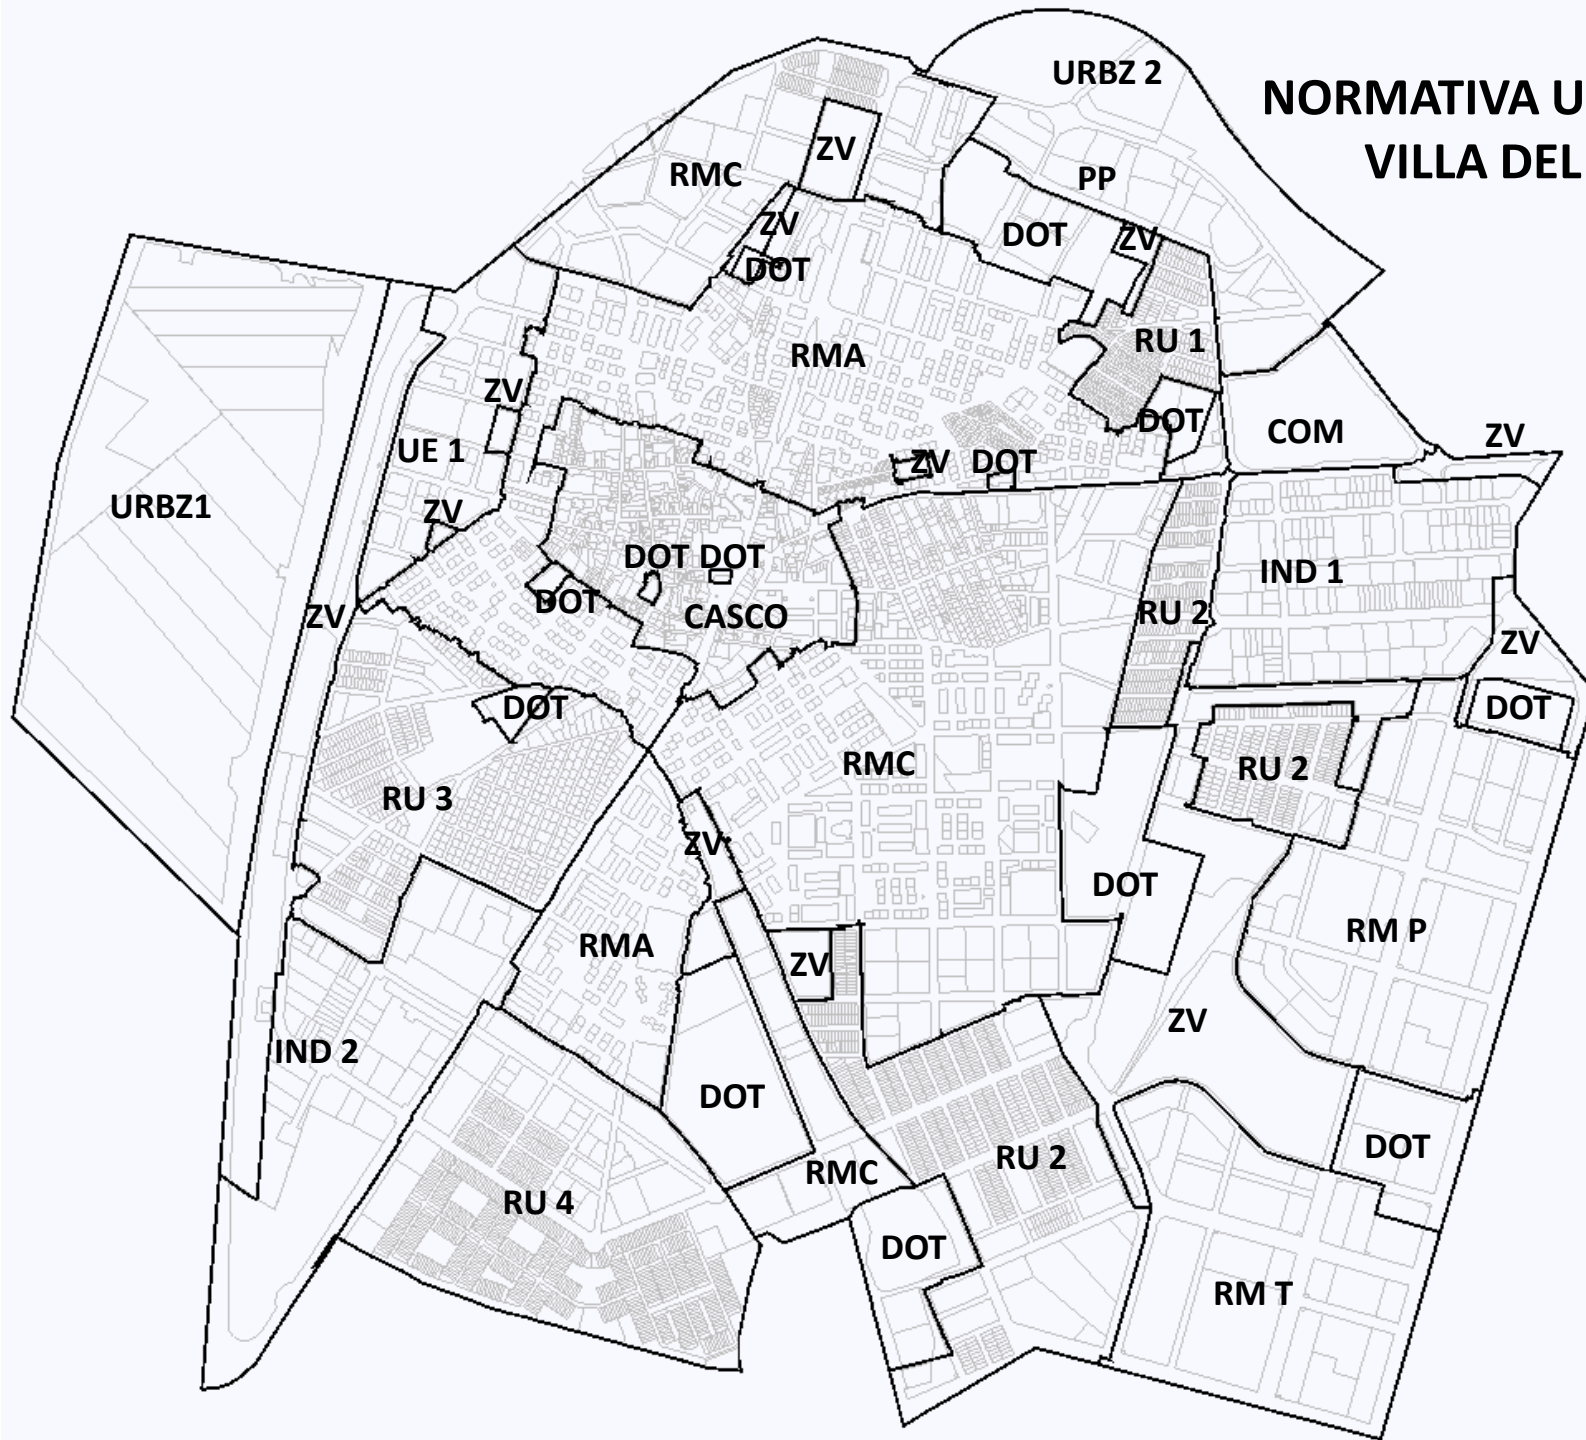 URBZ 2
NORMATIVA U
VILLA DEL
ZV
RMC
PP
ZV
DOT
ZV
DOT
RMA
RU 1
ZV
DOT
COM
ZV
UE 1
ZV
DOT
URBZ1
ZV
DOT DOT
IND 1
DOT
CASCO
RU 2
ZV
ZV
DOT
DOT
RMC
RU 2
RU 3
ZV
DOT
RM P
RMA
ZV
ZV
IND 2
DOT
DOT
RU 2
RMC
RU 4
DOT
RM T